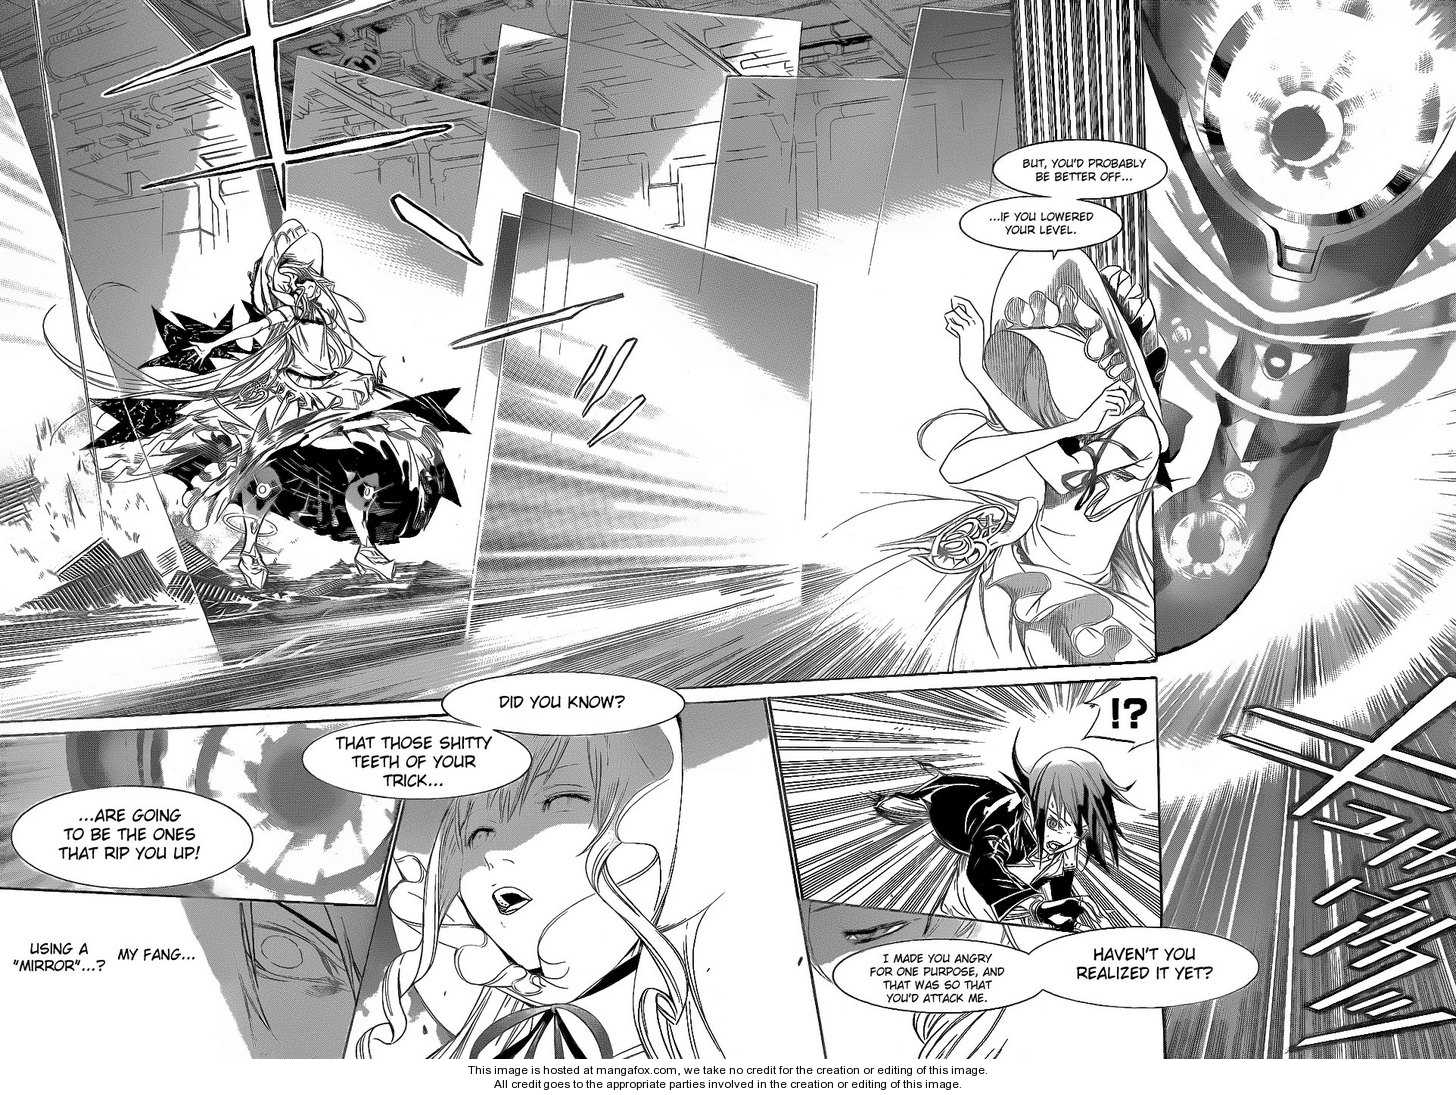 BUT, YOU'D PROBABLY
BE BETTER OFF...
...IF YOU LOWERED
YOUR LEVEL.
!?
HAVEN'T YOU
REALIZED IT YET?
I MADE YOU ANGRY
FOR ONE PURPOSE, AND
THAT WAS SO THAT
YOU'D ATTACK ME.
DID YOU KNOW?
THAT THOSE SHITTY
TEETH OF YOUR
TRICK...
...ARE GOING
TO BE THE ONES
THAT RIP YOU UP!
MY FANG...
USING A
"MIRROR"...?
This image is hosted at mangafox.com, we take no credit for the creation or editing of this image.
All credit goes to the appropriate parties involved in the creation or editing of this image.